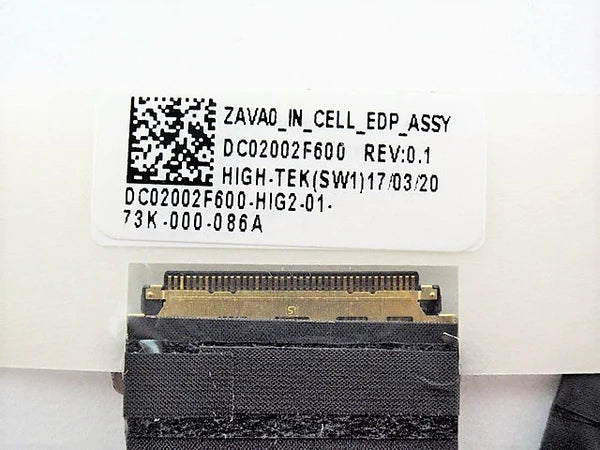 ZAVA0_IN_CELL_EDP_ASSY
DC02002F600 REV:0.1
HIGH-TEK(SW1)17/03/20
DC02002F600-HIG2-01-
73K-000-086A